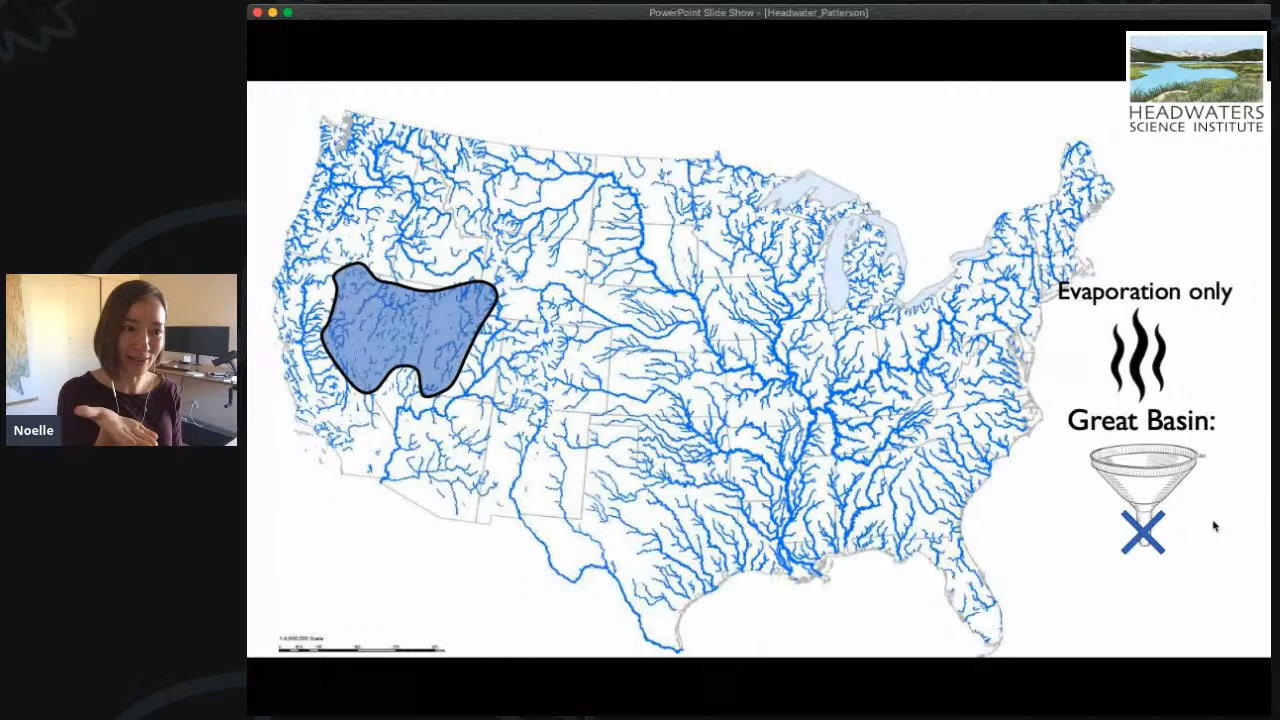 PowerPoint Slide Show - [Headwater_Patterson]
HEADWATERS
SCIENCE INSTITUTE
Evaporation only
Great Basin:
Noelle